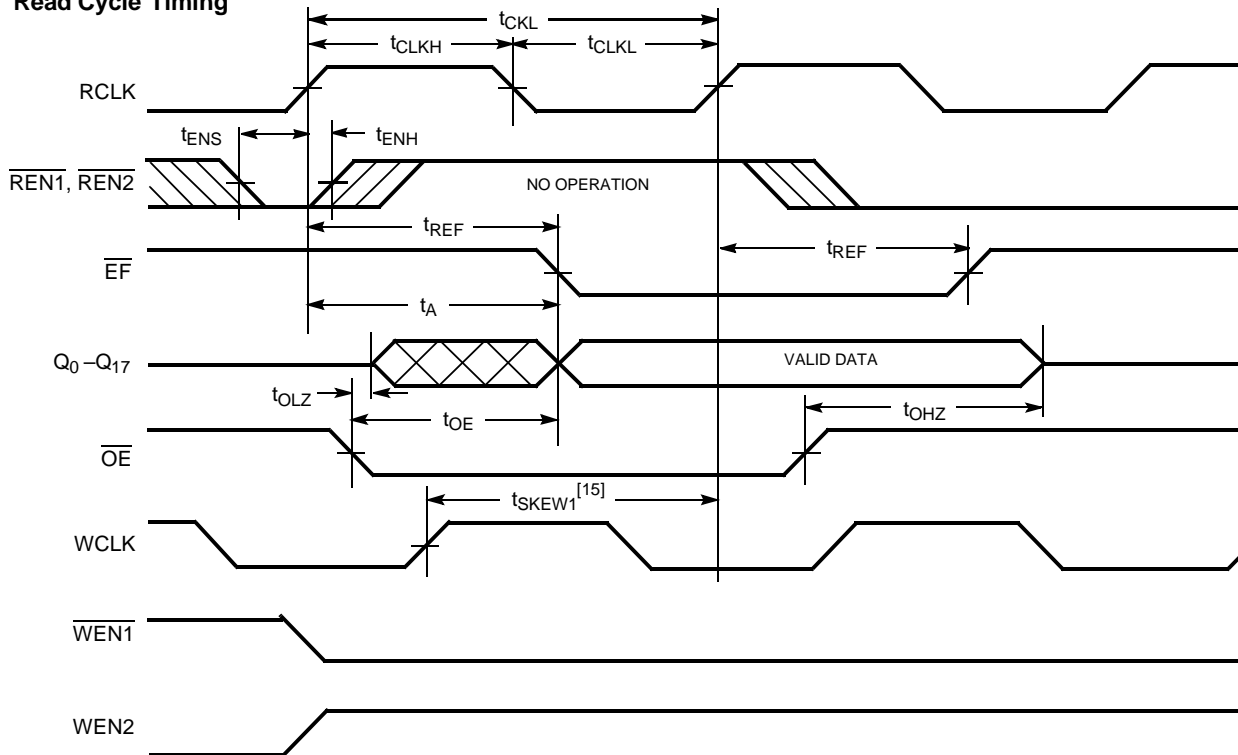 Read Cycle Timing
tCKL
tCLKH
tCLKL
RCLK
tENS
tENH
REN1, REN2
NO OPERATION
tREF
tREF
EF
tA
Q0 –Q17
VALID DATA
tOLZ
tOE
tOHZ
OE
tSKEW1[15]
WCLK
WEN1
WEN2